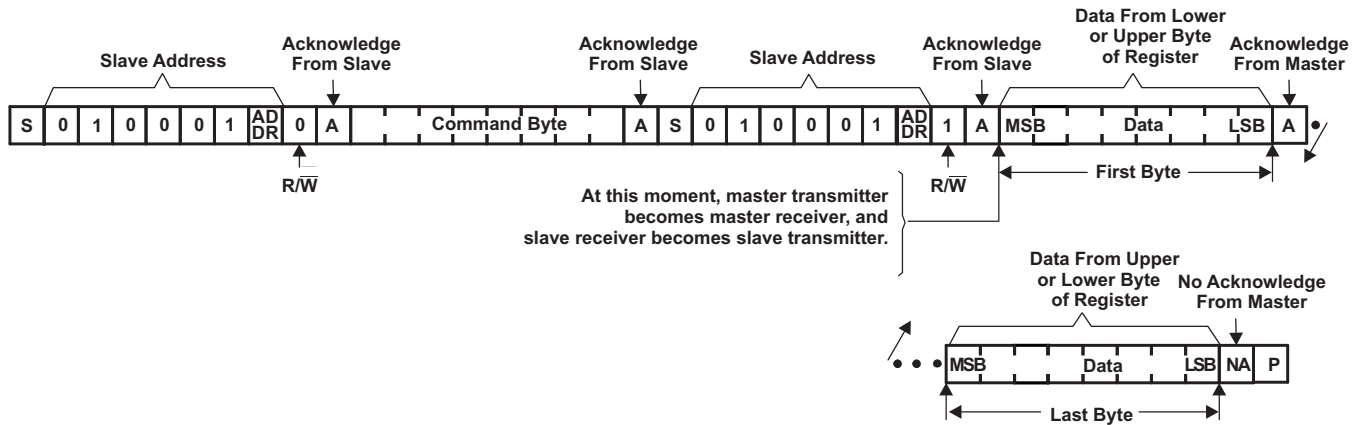 Slave Address
Acknowledge
From Slave
Acknowledge
From Slave
Slave Address
Acknowledge
From Slave
Data From Lower
or Upper Byte
of Register
Acknowledge
From Master
S 0 1 0 0 0 1 AD DR 0 A Command Byte A S 0 1 0 0 0 1 AD DR 1 A MSB Data LSB A
R/W̅
R/W̅
First Byte
At this moment, master transmitter
becomes master receiver, and
slave receiver becomes slave transmitter.
Data From Upper
or Lower Byte
of Register
No Acknowledge
From Master
MSB Data LSB NA P
Last Byte